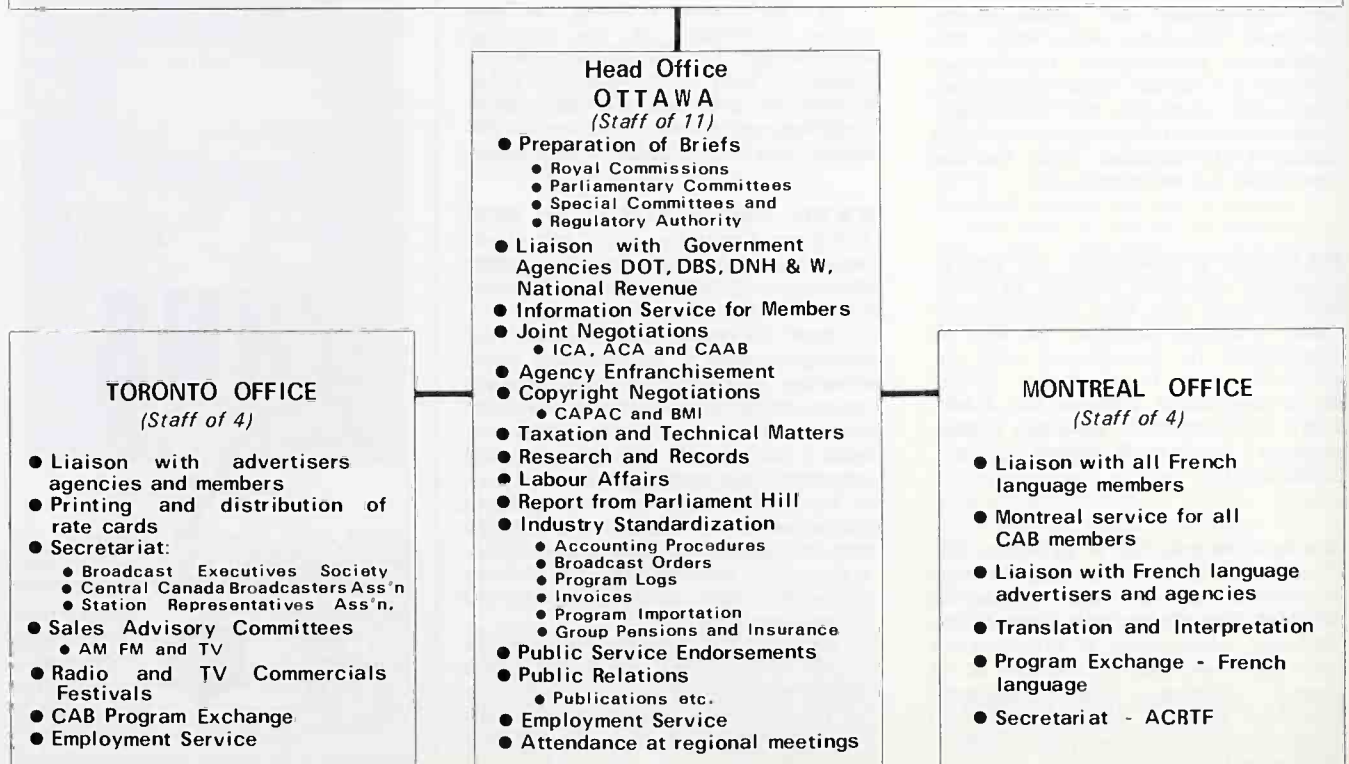 Head Office
OTTAWA
(Staff of 11)
● Preparation of Briefs
● Royal Commissions
● Parliamentary Committees
● Special Committees and
● Regulatory Authority
● Liaison with Government
Agencies DOT, DBS, DNH & W,
National Revenue
● Information Service for Members
● Joint Negotiations
● ICA, ACA and CAAB
● Agency Enfranchisement
● Copyright Negotiations
● CAPAC and BMI
● Taxation and Technical Matters
● Research and Records
● Labour Affairs
● Report from Parliament Hill
● Industry Standardization
● Accounting Procedures
● Broadcast Orders
● Program Logs
● Invoices
● Program Importation
● Group Pensions and Insurance
● Public Service Endorsements
● Public Relations
● Publications etc.
● Employment Service
● Attendance at regional meetings
TORONTO OFFICE
(Staff of 4)
● Liaison with advertisers
agencies and members
● Printing and distribution of
rate cards
● Secretariat:
● Broadcast Executives Society
● Central Canada Broadcasters Ass'n
● Station Representatives Ass'n.
● Sales Advisory Committees
● AM FM and TV
● Radio and TV Commercials
Festivals
● CAB Program Exchange
● Employment Service
MONTREAL OFFICE
(Staff of 4)
● Liaison with all French
language members
● Montreal service for all
CAB members
● Liaison with French language
advertisers and agencies
● Translation and Interpretation
● Program Exchange - French
language
● Secretariat - ACRTF